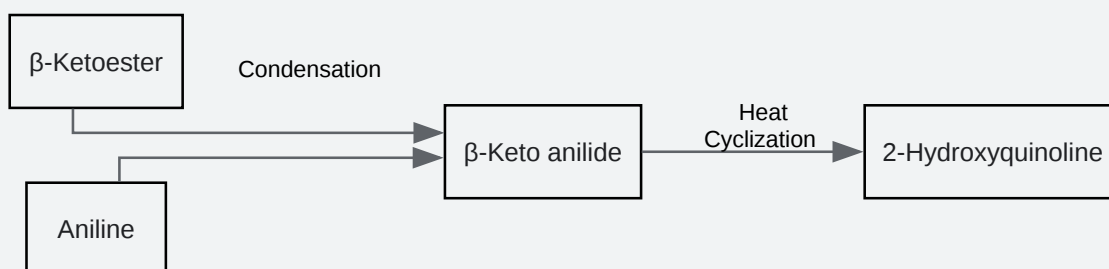 β-Ketoester
Condensation
Heat
Cyclization
β-Keto anilide
2-Hydroxyquinoline
Aniline